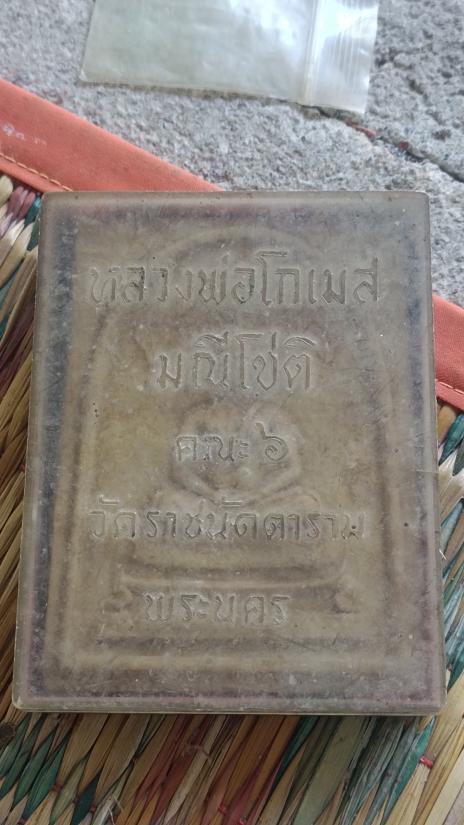 หลวงพ่อโกเมส
มณีโชติ
คณะ ๖
วัดราชนัดดาราม
พระนคร